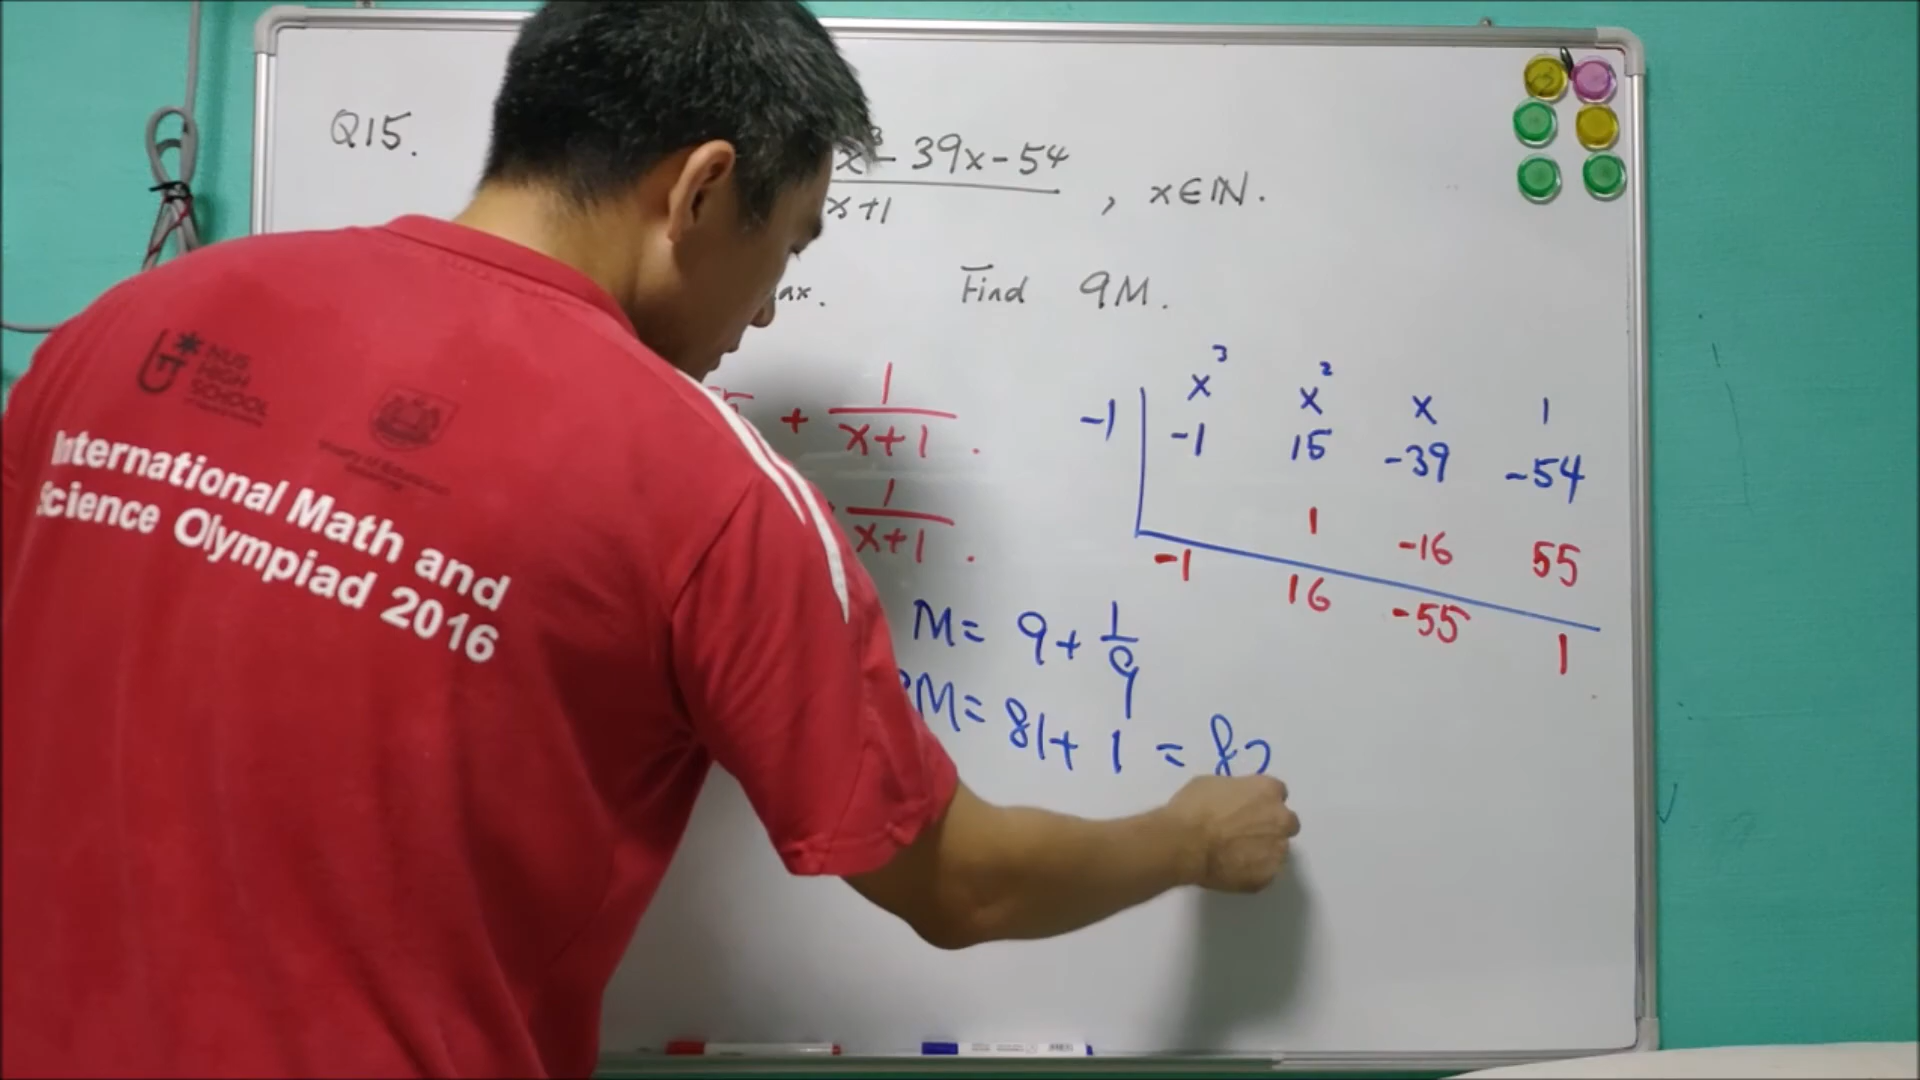 Q15.
x³ - 39x - 54
x+1
, x∈ℕ.
ax. Find 9M.
+ 1/(x+1).
1/(x+1).
M = 9 + 1/9
M = 81 + 1 = 82
x³ x² x 1
-1 -1 15 -39 -54
1 -16 55
-1 16 -55 1
NUS
HIGH
SCHOOL
International Math and
Science Olympiad 2016